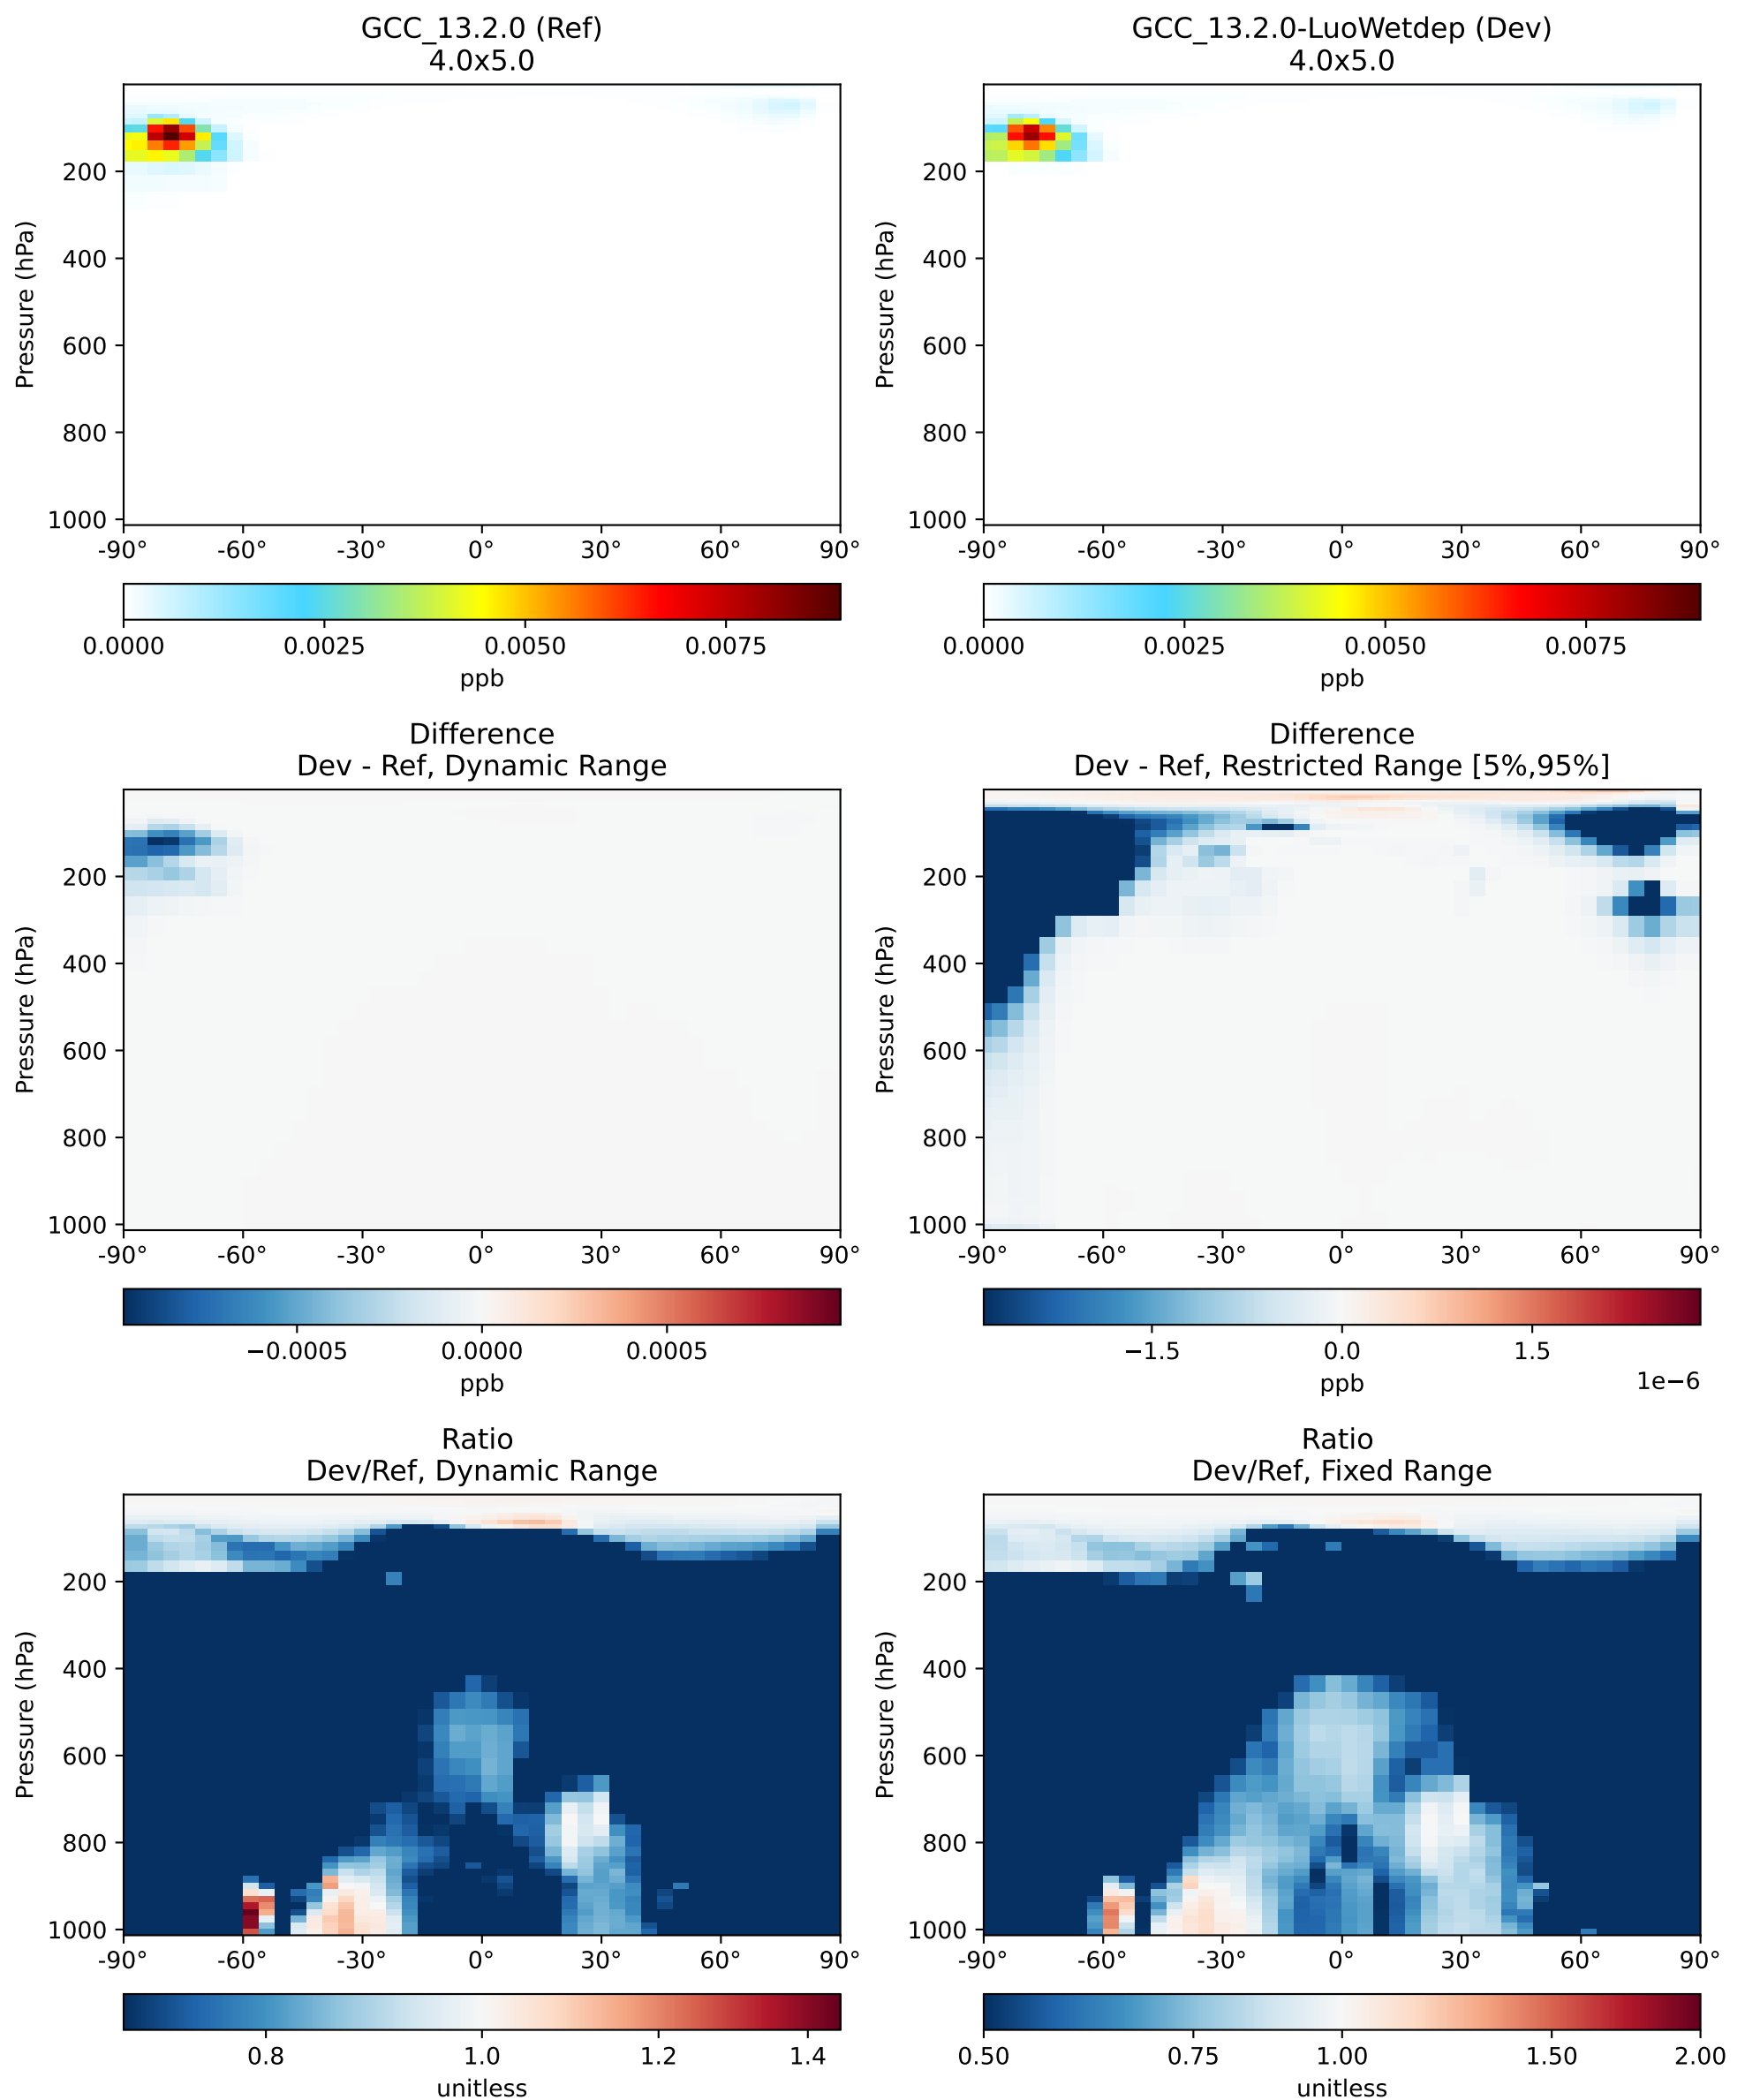 GCC_13.2.0 (Ref)
4.0x5.0
Pressure (hPa)
200
400
600
800
1000
-90° -60° -30° 0° 30° 60° 90°
0.0000 0.0025 0.0050 0.0075
ppb
GCC_13.2.0-LuoWetdep (Dev)
4.0x5.0
Pressure (hPa)
200
400
600
800
1000
-90° -60° -30° 0° 30° 60° 90°
0.0000 0.0025 0.0050 0.0075
ppb
Difference
Dev - Ref, Dynamic Range
Pressure (hPa)
200
400
600
800
1000
-90° -60° -30° 0° 30° 60° 90°
−0.0005 0.0000 0.0005
ppb
Difference
Dev - Ref, Restricted Range [5%,95%]
Pressure (hPa)
200
400
600
800
1000
-90° -60° -30° 0° 30° 60° 90°
−1.5 0.0 1.5
ppb
1e−6
Ratio
Dev/Ref, Dynamic Range
Pressure (hPa)
200
400
600
800
1000
-90° -60° -30° 0° 30° 60° 90°
0.8 1.0 1.2 1.4
unitless
Ratio
Dev/Ref, Fixed Range
Pressure (hPa)
200
400
600
800
1000
-90° -60° -30° 0° 30° 60° 90°
0.50 0.75 1.00 1.50 2.00
unitless